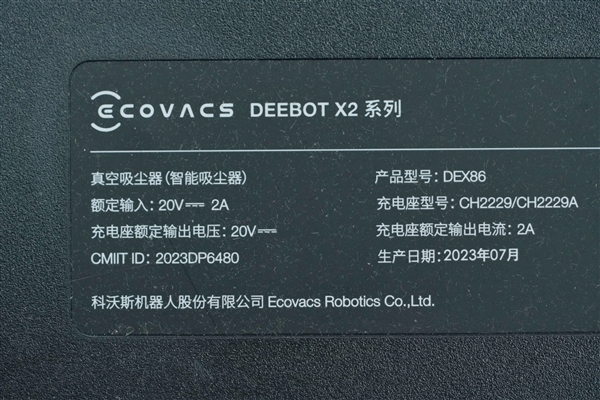 ECOVACS DEEBOT X2 系列
真空吸尘器(智能吸尘器)
产品型号: DEX86
额定输入: 20V⎓ 2A
充电座型号: CH2229/CH2229A
充电座额定输出电压: 20V⎓
充电座额定输出电流: 2A
CMIIT ID: 2023DP6480
生产日期: 2023年07月
科沃斯机器人股份有限公司 Ecovacs Robotics Co.,Ltd.